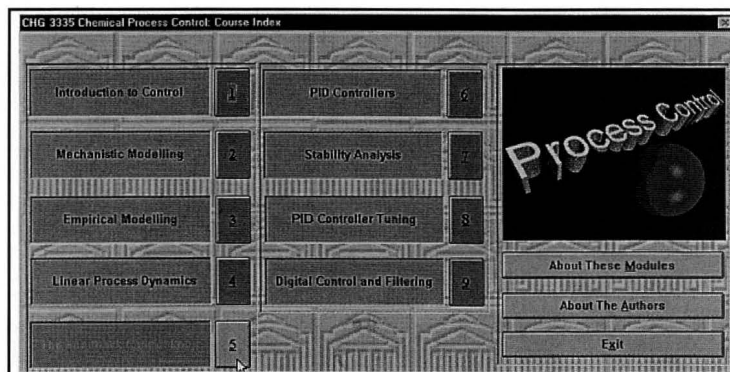 CHG 3335 Chemical Process Control: Course Index
Introduction to Control 1
Mechanistic Modelling 2
Empirical Modelling 3
Linear Process Dynamics 4
5
PID Controllers 6
Stability Analysis 7
PID Controller Tuning 8
Digital Control and Filtering 9
Process Control
About These Modules
About The Authors
Exit